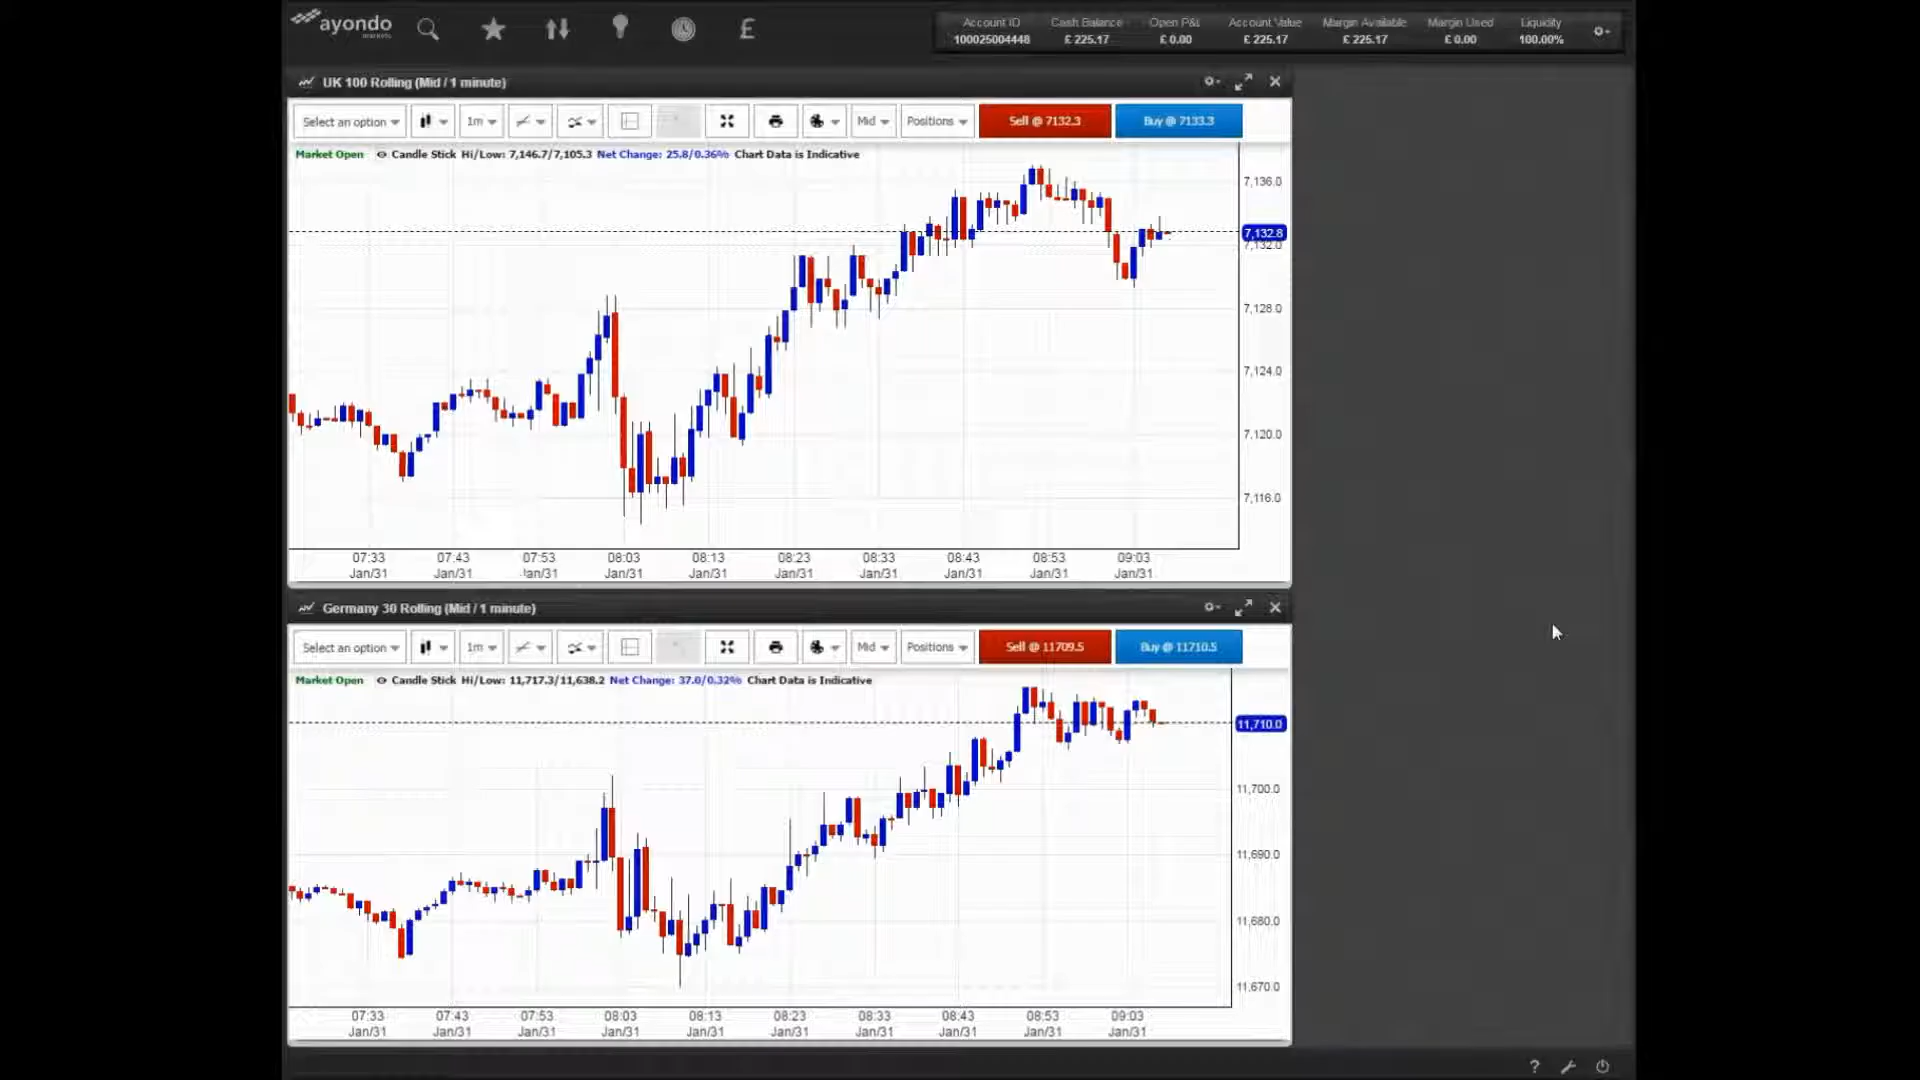 ayondo
markets
£
Account ID Cash Balance Open P&L Account Value Margin Available Margin Used Liquidity
100025004448 £ 225.17 £ 0.00 £ 225.17 £ 225.17 £ 0.00 100.00%
UK 100 Rolling (Mid / 1 minute)
Select an option 1m Mid Positions Sell @ 7132.3 Buy @ 7133.3
Market Open Candle Stick Hi/Low: 7,146.7/7,105.3 Net Change: 25.8/0.36% Chart Data is Indicative
7,136.0
7,132.8
7,132.0
7,128.0
7,124.0
7,120.0
7,116.0
07:33 07:43 07:53 08:03 08:13 08:23 08:33 08:43 08:53 09:03
Jan/31 Jan/31 Jan/31 Jan/31 Jan/31 Jan/31 Jan/31 Jan/31 Jan/31 Jan/31
Germany 30 Rolling (Mid / 1 minute)
Select an option 1m Mid Positions Sell @ 11709.5 Buy @ 11710.5
Market Open Candle Stick Hi/Low: 11,717.3/11,638.2 Net Change: 37.0/0.32% Chart Data is Indicative
11,710.0
11,700.0
11,690.0
11,680.0
11,670.0
07:33 07:43 07:53 08:03 08:13 08:23 08:33 08:43 08:53 09:03
Jan/31 Jan/31 Jan/31 Jan/31 Jan/31 Jan/31 Jan/31 Jan/31 Jan/31 Jan/31
?